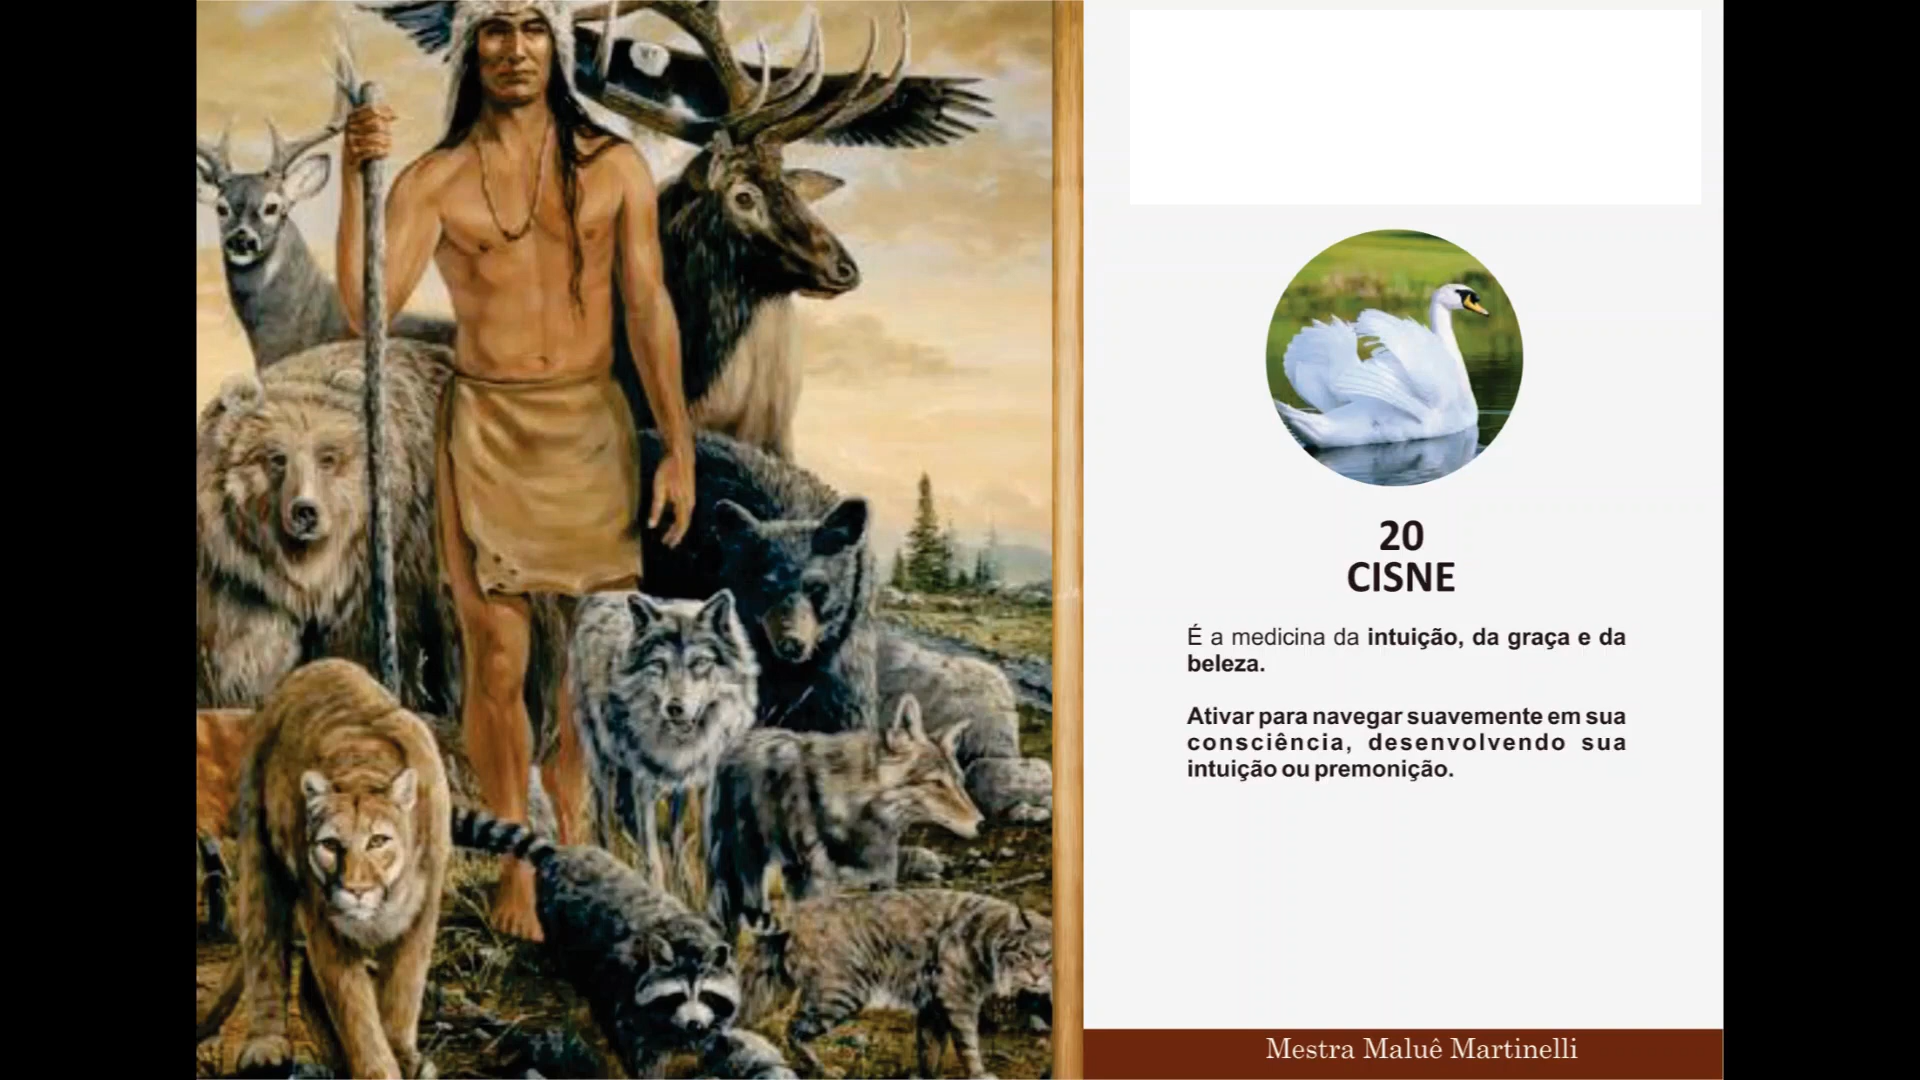 20
CISNE
É a medicina da intuição, da graça e da
beleza.
Ativar para navegar suavemente em sua
consciência, desenvolvendo sua
intuição ou premonição.
Mestra Maluê Martinelli